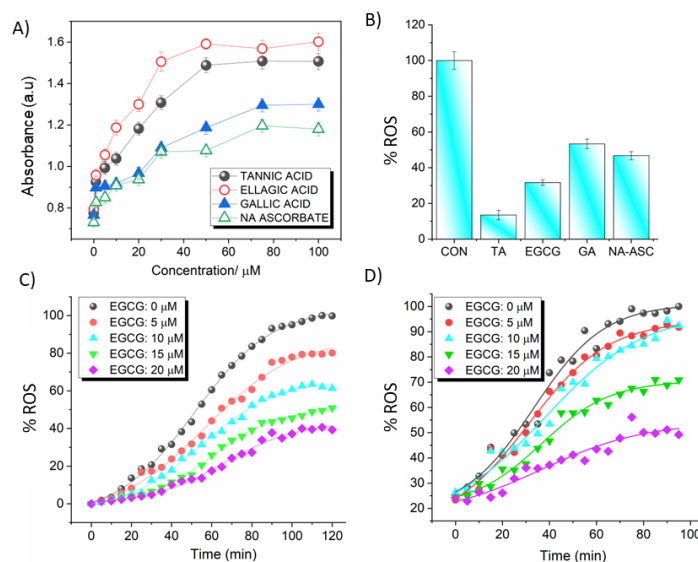 A)
Absorbance (a.u)
1.6
1.4
1.2
1.0
0.8
TANNIC ACID
ELLAGIC ACID
GALLIC ACID
NA ASCORBATE
0 20 40 60 80 100
Concentration/ μM
B)
% ROS
120
100
80
60
40
20
0
CON TA EGCG GA NA-ASC
C)
% ROS
100
80
60
40
20
0
EGCG: 0 μM
EGCG: 5 μM
EGCG: 10 μM
EGCG: 15 μM
EGCG: 20 μM
0 20 40 60 80 100 120
Time (min)
D)
% ROS
100
90
80
70
60
50
40
30
20
EGCG: 0 μM
EGCG: 5 μM
EGCG: 10 μM
EGCG: 15 μM
EGCG: 20 μM
0 20 40 60 80 100
Time (min)